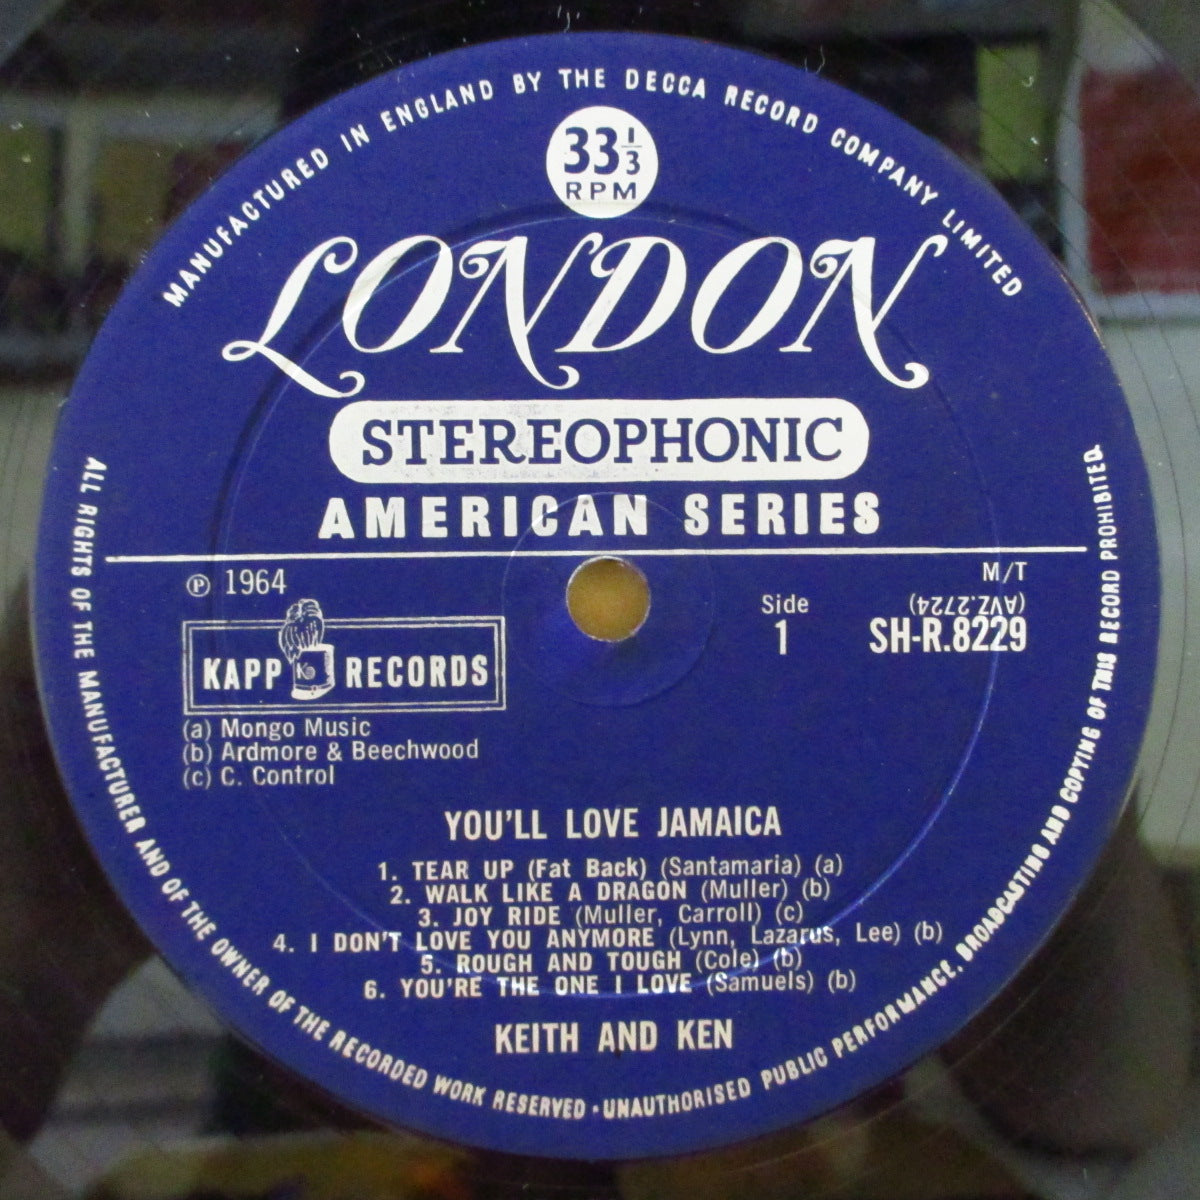 MANUFACTURED IN ENGLAND BY THE DECCA RECORD COMPANY LIMITED
33⅓
RPM
LONDON
STEREOPHONIC
AMERICAN SERIES
Ⓟ 1964
M/T
Side
1
(AVZ.2724)
SH-R.8229
KAPP K RECORDS
(a) Mongo Music
(b) Ardmore & Beechwood
(c) C. Control
YOU'LL LOVE JAMAICA
1. TEAR UP (Fat Back) (Santamaria) (a)
2. WALK LIKE A DRAGON (Muller) (b)
3. JOY RIDE (Muller, Carroll) (c)
4. I DON'T LOVE YOU ANYMORE (Lynn, Lazarus, Lee) (b)
5. ROUGH AND TOUGH (Cole) (b)
6. YOU'RE THE ONE I LOVE (Samuels) (b)
KEITH AND KEN
ALL RIGHTS OF THE MANUFACTURER AND OF THE OWNER OF THE RECORDED WORK RESERVED · UNAUTHORISED PUBLIC PERFORMANCE, BROADCASTING AND COPYING OF THIS RECORD PROHIBITED.